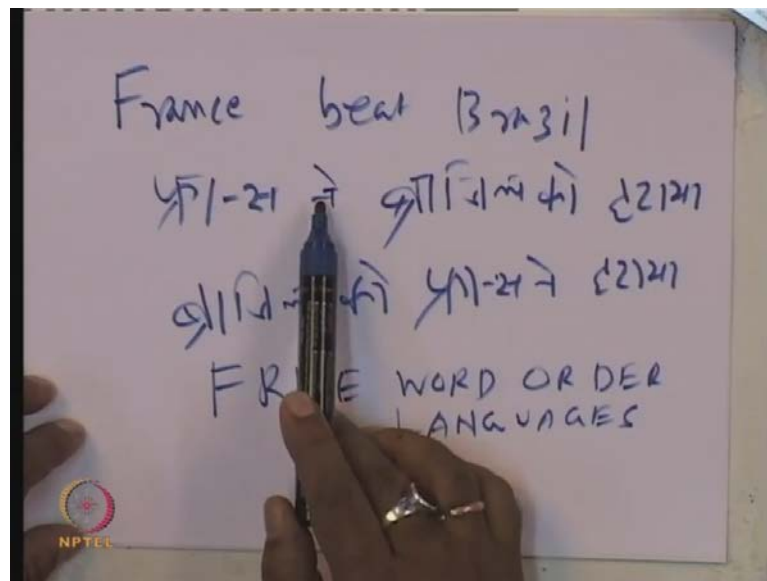 France beat Brazil
फ्रान्स ने ब्राजिल को हराया
ब्राजिल को फ्रान्स ने हराया
FREE WORD ORDER
LANGUAGES
NPTEL